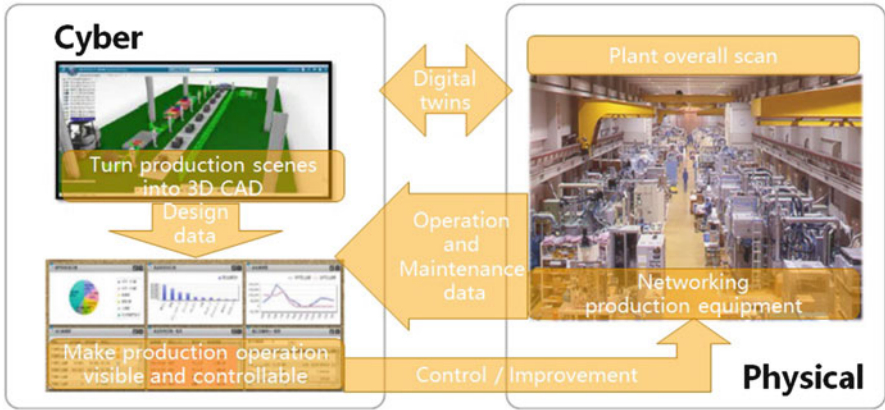 Cyber
Turn production scenes
into 3D CAD
Design
data
Make production operation
visible and controllable
Digital
twins
Operation
and
Maintenance
data
Control / Improvement
Plant overall scan
Networking
production equipment
Physical